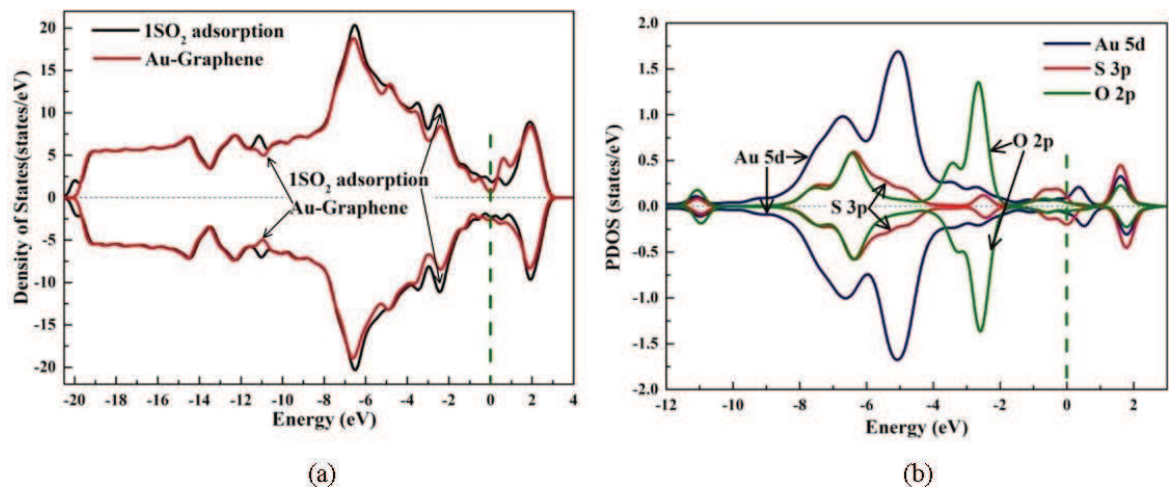 1SO₂ adsorption
Au-Graphene
1SO₂ adsorption
Au-Graphene
Density of States(states/eV)
20
15
10
5
0
5
-10
-15
-20
-20 -18 -16 -14 -12 -10 -8 -6 -4 -2 0 2 4
Energy (eV)
(a)
Au 5d
S 3p
O 2p
Au 5d
O 2p
S 3p
PDOS (states/eV)
2.0
1.5
1.0
0.5
0.0
-0.5
-1.0
-1.5
-2.0
-12 -10 -8 -6 -4 -2 0 2
Energy (eV)
(b)